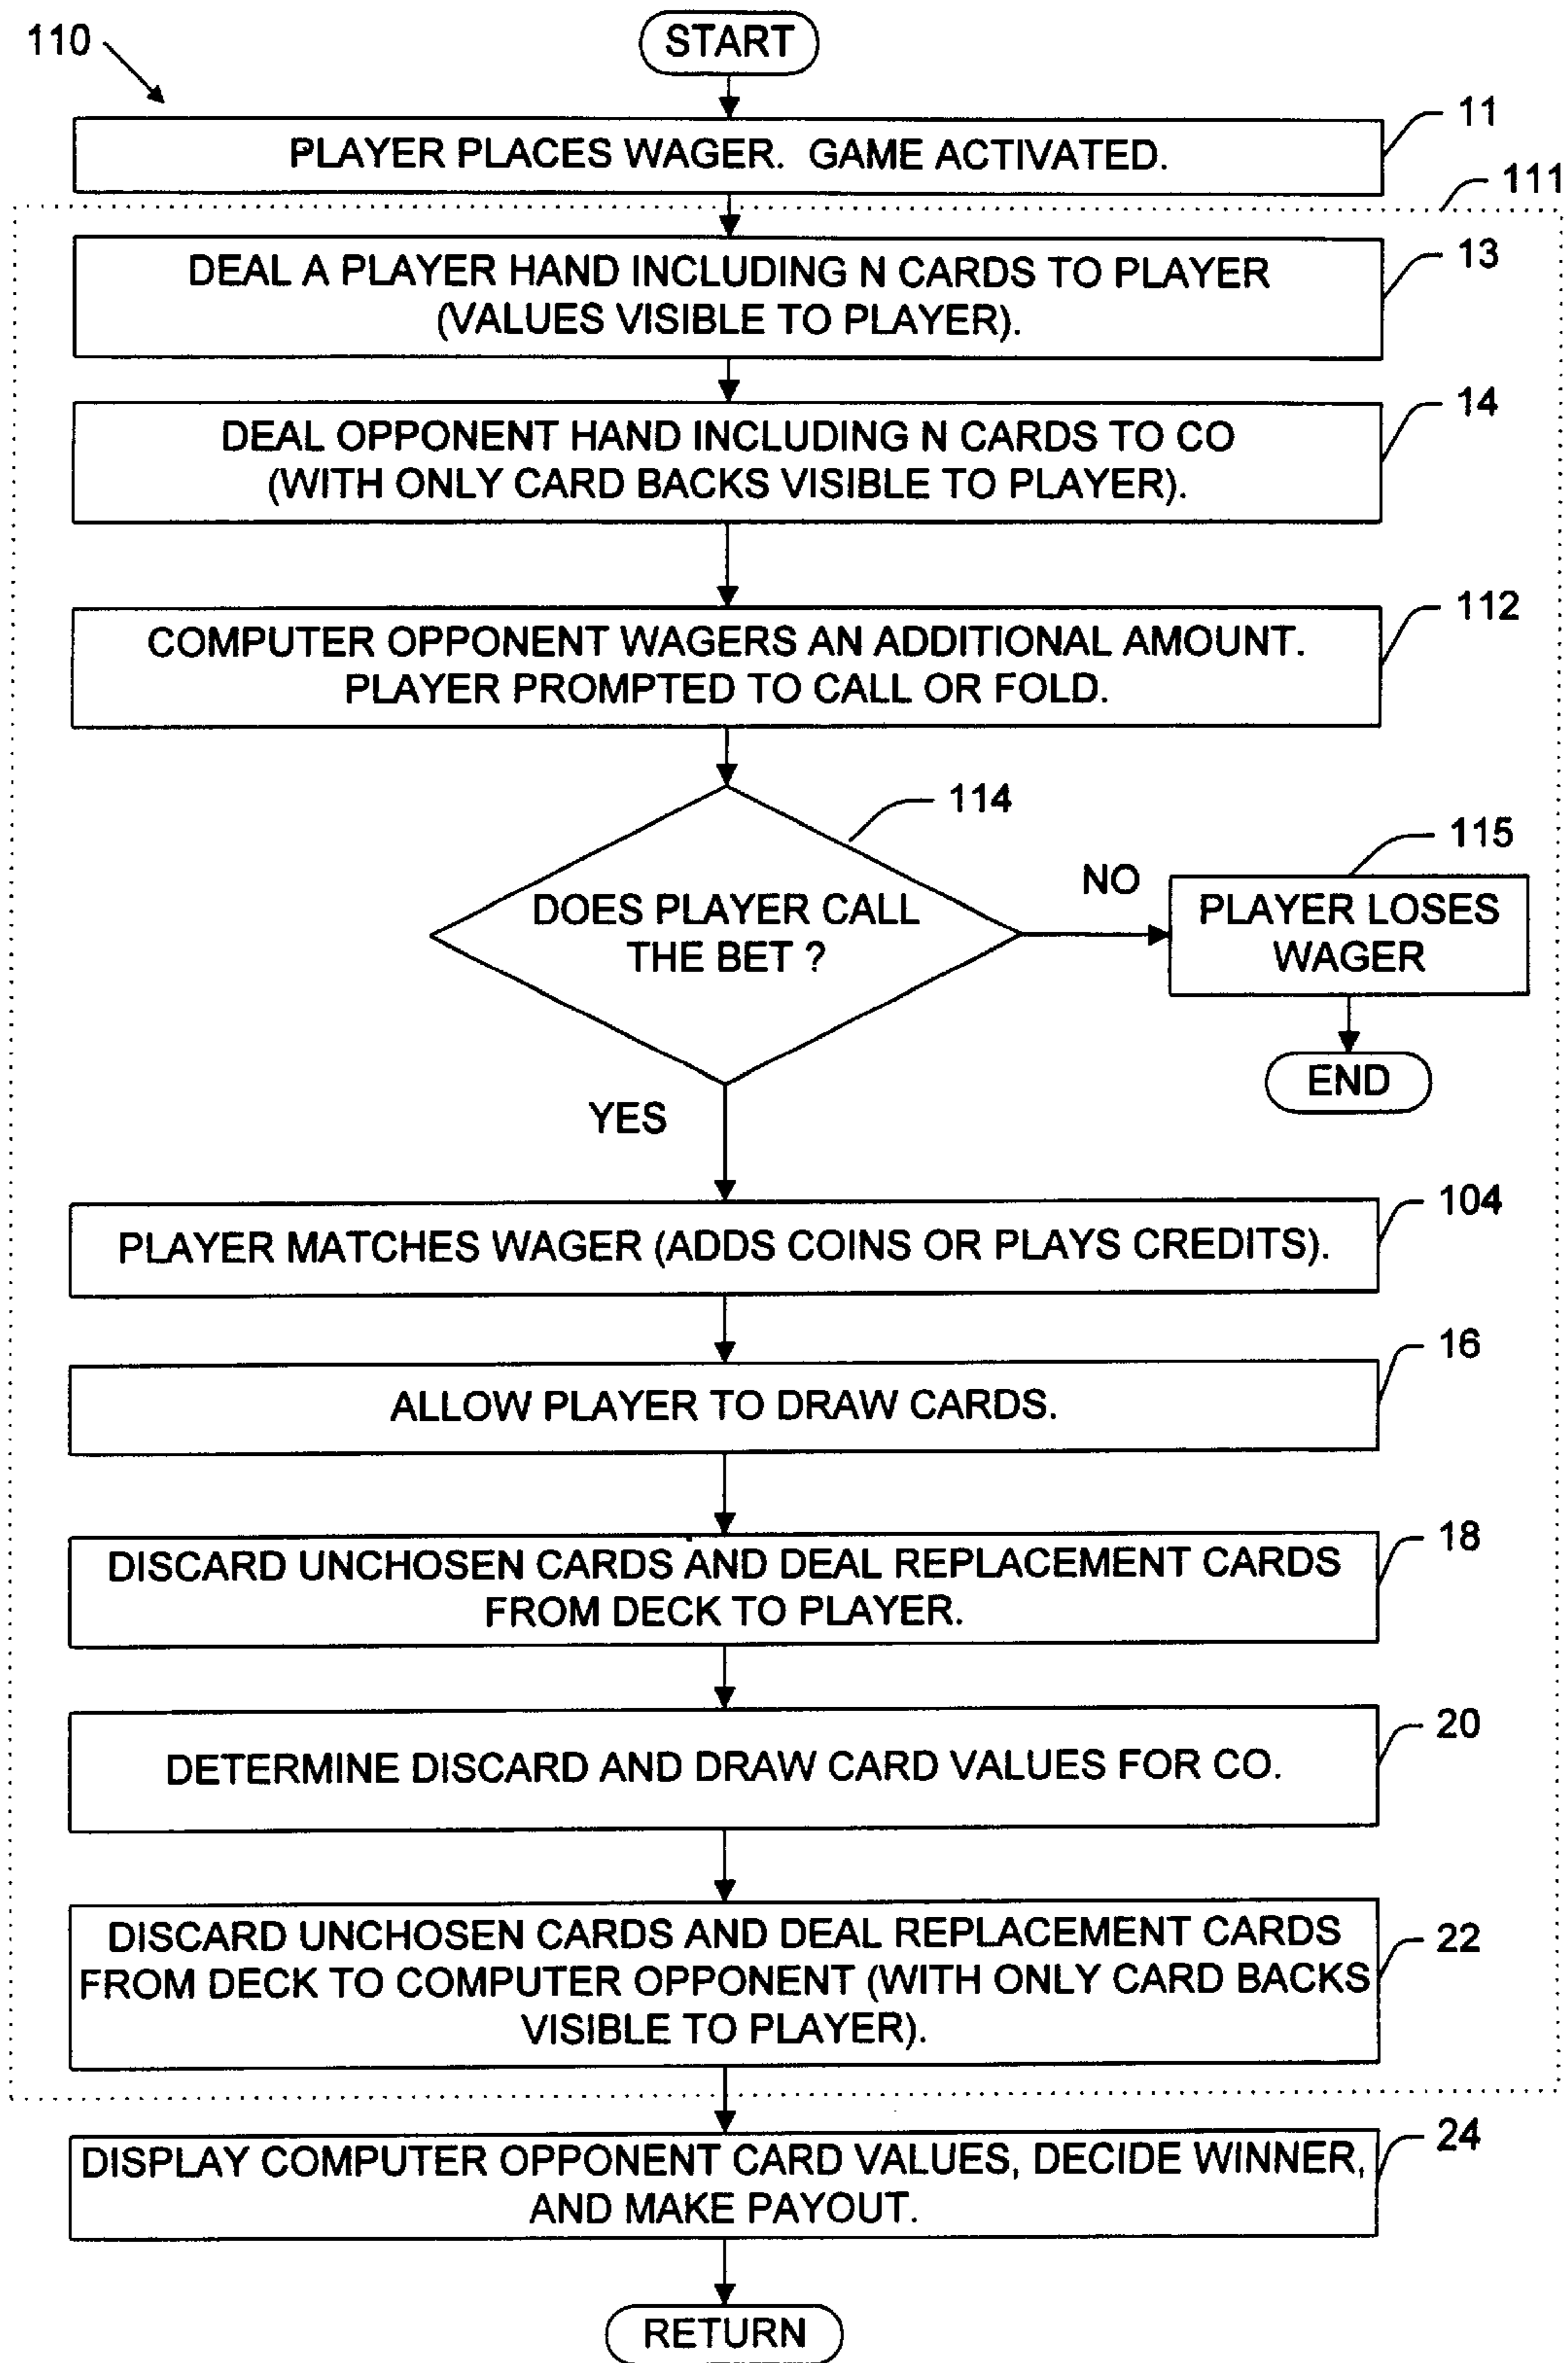 110
START
11
PLAYER PLACES WAGER. GAME ACTIVATED.
111
13
DEAL A PLAYER HAND INCLUDING N CARDS TO PLAYER
(VALUES VISIBLE TO PLAYER).
14
DEAL OPPONENT HAND INCLUDING N CARDS TO CO
(WITH ONLY CARD BACKS VISIBLE TO PLAYER).
112
COMPUTER OPPONENT WAGERS AN ADDITIONAL AMOUNT.
PLAYER PROMPTED TO CALL OR FOLD.
114
DOES PLAYER CALL
THE BET ?
NO
115
PLAYER LOSES
WAGER
END
YES
104
PLAYER MATCHES WAGER (ADDS COINS OR PLAYS CREDITS).
16
ALLOW PLAYER TO DRAW CARDS.
18
DISCARD UNCHOSEN CARDS AND DEAL REPLACEMENT CARDS
FROM DECK TO PLAYER.
20
DETERMINE DISCARD AND DRAW CARD VALUES FOR CO.
22
DISCARD UNCHOSEN CARDS AND DEAL REPLACEMENT CARDS
FROM DECK TO COMPUTER OPPONENT (WITH ONLY CARD BACKS
VISIBLE TO PLAYER).
24
DISPLAY COMPUTER OPPONENT CARD VALUES, DECIDE WINNER,
AND MAKE PAYOUT.
RETURN